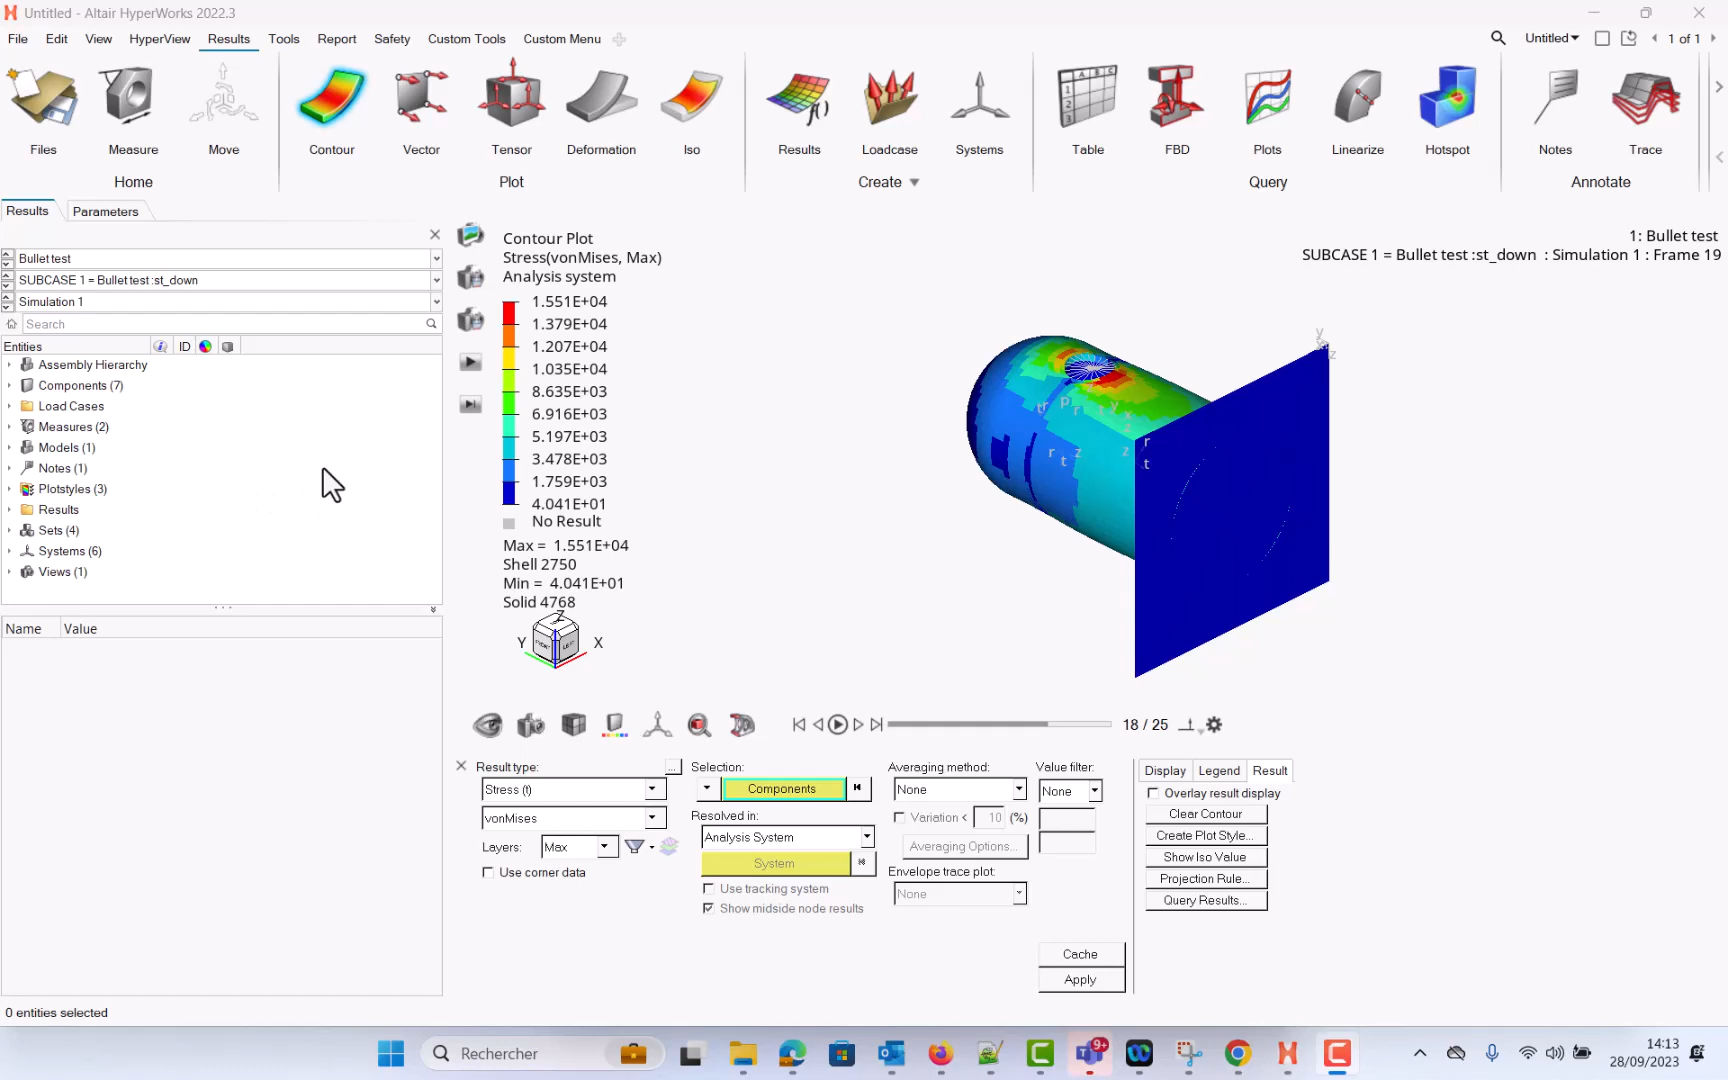 Untitled - Altair HyperWorks 2022.3
File Edit View HyperView Results Tools Report Safety Custom Tools Custom Menu
Untitled 1 of 1
Files Measure Move Contour Vector Tensor Deformation Iso Results Loadcase Systems Table FBD Plots Linearize Hotspot Notes Trace
Home Plot Create Query Annotate
Results Parameters
Bullet test
SUBCASE 1 = Bullet test :st_down
Simulation 1
Search
Entities ID
Assembly Hierarchy
Components (7)
Load Cases
Measures (2)
Models (1)
Notes (1)
Plotstyles (3)
Results
Sets (4)
Systems (6)
Views (1)
Name Value
0 entities selected
Contour Plot
Stress(vonMises, Max)
Analysis system
1.551E+04
1.379E+04
1.207E+04
1.035E+04
8.635E+03
6.916E+03
5.197E+03
3.478E+03
1.759E+03
4.041E+01
No Result
Max = 1.551E+04
Shell 2750
Min = 4.041E+01
Solid 4768
Z
Y X
1: Bullet test
SUBCASE 1 = Bullet test :st_down : Simulation 1 : Frame 19
18 / 25
Result type:
Stress (t)
vonMises
Layers: Max
Use corner data
Selection:
Components
Resolved in:
Analysis System
System
Use tracking system
Show midside node results
Averaging method:
None
Variation < 10 (%)
Averaging Options...
Envelope trace plot:
None
Value filter:
None
Cache
Apply
Display Legend Result
Overlay result display
Clear Contour
Create Plot Style...
Show Iso Value
Projection Rule...
Query Results...
Rechercher
9+
14:13
28/09/2023